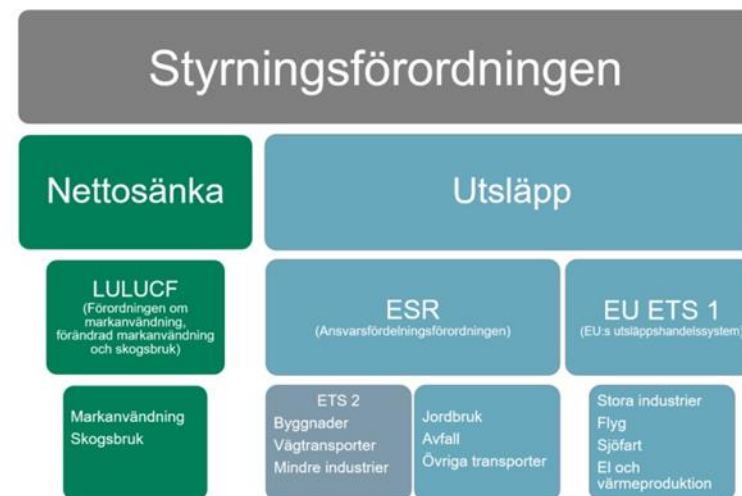 Styrningsförordningen
Nettosänka
Utsläpp
LULUCF
(Förordningen om
markanvändning,
förändrad markanvändning
och skogsbruk)
ESR
(Ansvarsfördelningsförordningen)
EU ETS 1
(EU:s utsläppshandelssystem)
Markanvändning
Skogsbruk
ETS 2
Byggnader
Vägtransporter
Mindre industrier
Jordbruk
Avfall
Övriga transporter
Stora industrier
Flyg
Sjöfart
El och
värmeproduktion